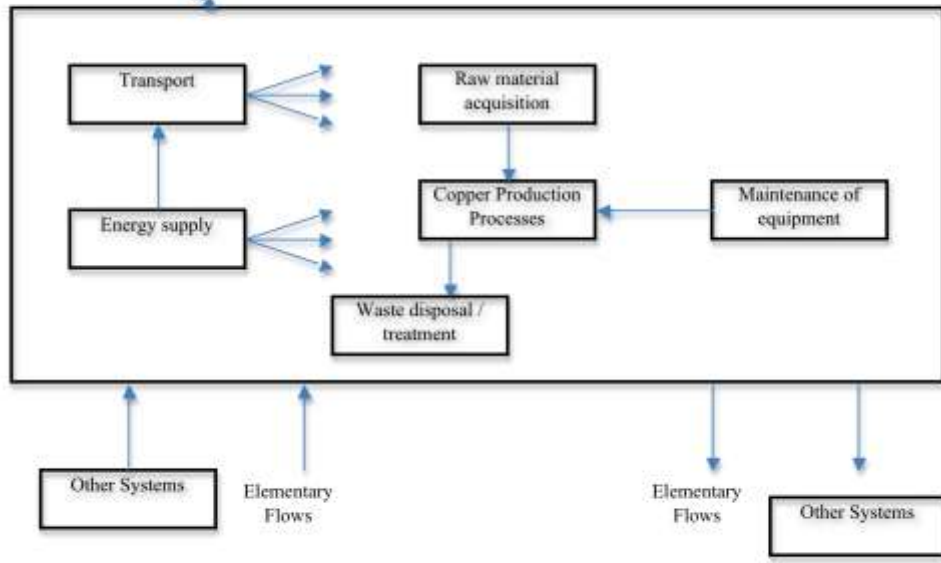 Transport
Raw material
acquisition
Energy supply
Copper Production
Processes
Maintenance of
equipment
Waste disposal /
treatment
Other Systems
Elementary
Flows
Elementary
Flows
Other Systems